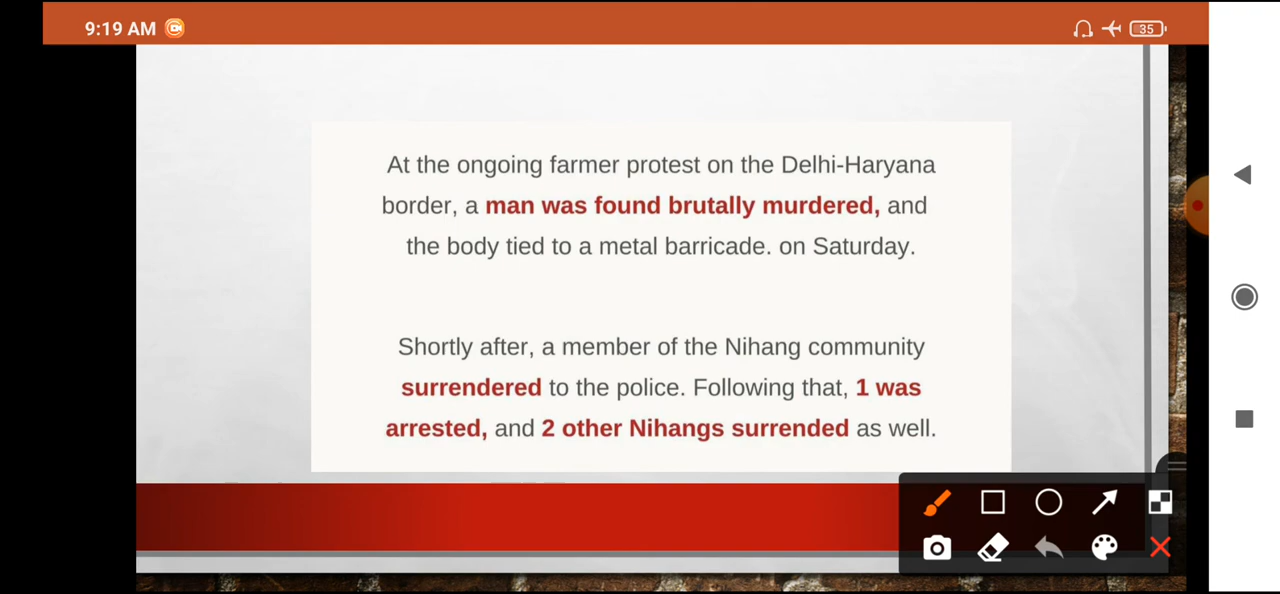 9:19 AM
35
At the ongoing farmer protest on the Delhi-Haryana
border, a man was found brutally murdered, and
the body tied to a metal barricade. on Saturday.
Shortly after, a member of the Nihang community
surrendered to the police. Following that, 1 was
arrested, and 2 other Nihangs surrended as well.